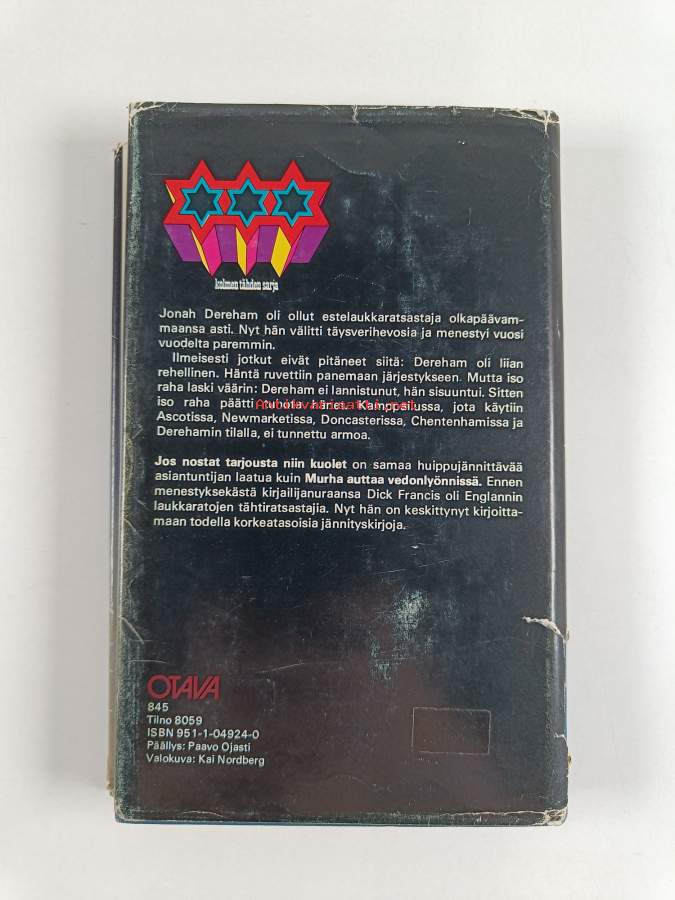 kolmen tähden sarja
Jonah Dereham oli ollut estelaukkaratsastaja olkapäävam-
maansa asti. Nyt hän välitti täysverihevosia ja menestyi vuosi
vuodelta paremmin.
Ilmeisesti jotkut eivät pitäneet siitä: Dereham oli liian
rehellinen. Häntä ruvettiin panemaan järjestykseen. Mutta iso
raha laski väärin: Dereham ei lannistunut, hän sisuuntui. Sitten
iso raha päätti tuhota hänet. Kamppailussa, jota käytiin
Ascotissa, Newmarketissa, Doncasterissa, Chentenhamissa ja
Derehamin tilalla, ei tunnettu armoa.
Jos nostat tarjousta niin kuolet on samaa huippujännittävää
asiantuntijan laatua kuin Murha auttaa vedonlyönnissä. Ennen
menestyksekästä kirjailijanuraansa Dick Francis oli Englannin
laukkaratojen tähtiratsastajia. Nyt hän on keskittynyt kirjoitta-
maan todella korkeatasoisia jännityskirjoja.
OTAVA
845
Tilno 8059
ISBN 951-1-04924-0
Päällys: Paavo Ojasti
Valokuva: Kai Nordberg